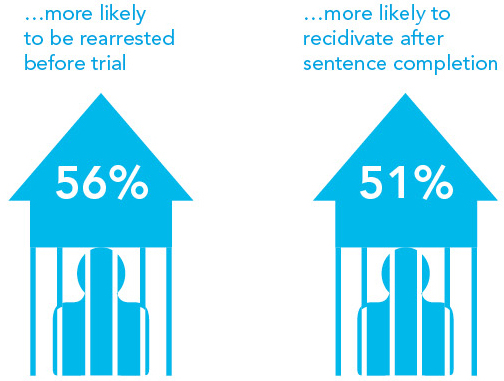 …more likely
to be rearrested
before trial
56%
…more likely to
recidivate after
sentence completion
51%